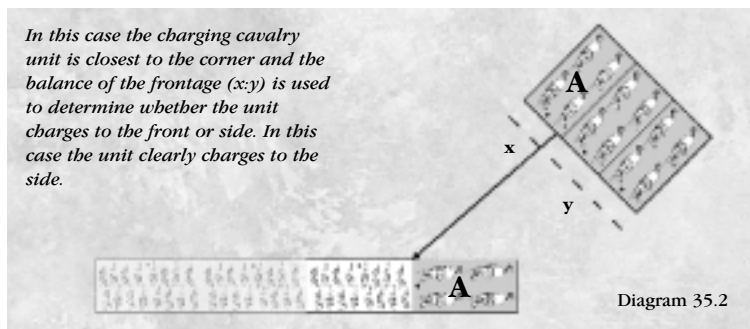 In this case the charging cavalry
unit is closest to the corner and the
balance of the frontage (x:y) is used
to determine whether the unit
charges to the front or side. In this
case the unit clearly charges to the
side.
A
x
y
A
Diagram 35.2